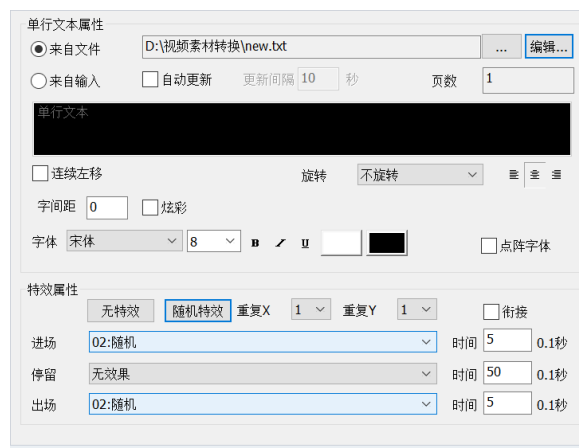 单行文本属性
来自文件 D:\视频素材转换\new.txt ... 编辑...
来自输入 自动更新 更新间隔 10 秒 页数 1
单行文本
连续左移 旋转 不旋转
字间距 0 炫彩
字体 宋体 8 B I U 点阵字体
特效属性
无特效 随机特效 重复X 1 重复Y 1 衔接
进场 02:随机 时间 5 0.1秒
停留 无效果 时间 50 0.1秒
出场 02:随机 时间 5 0.1秒